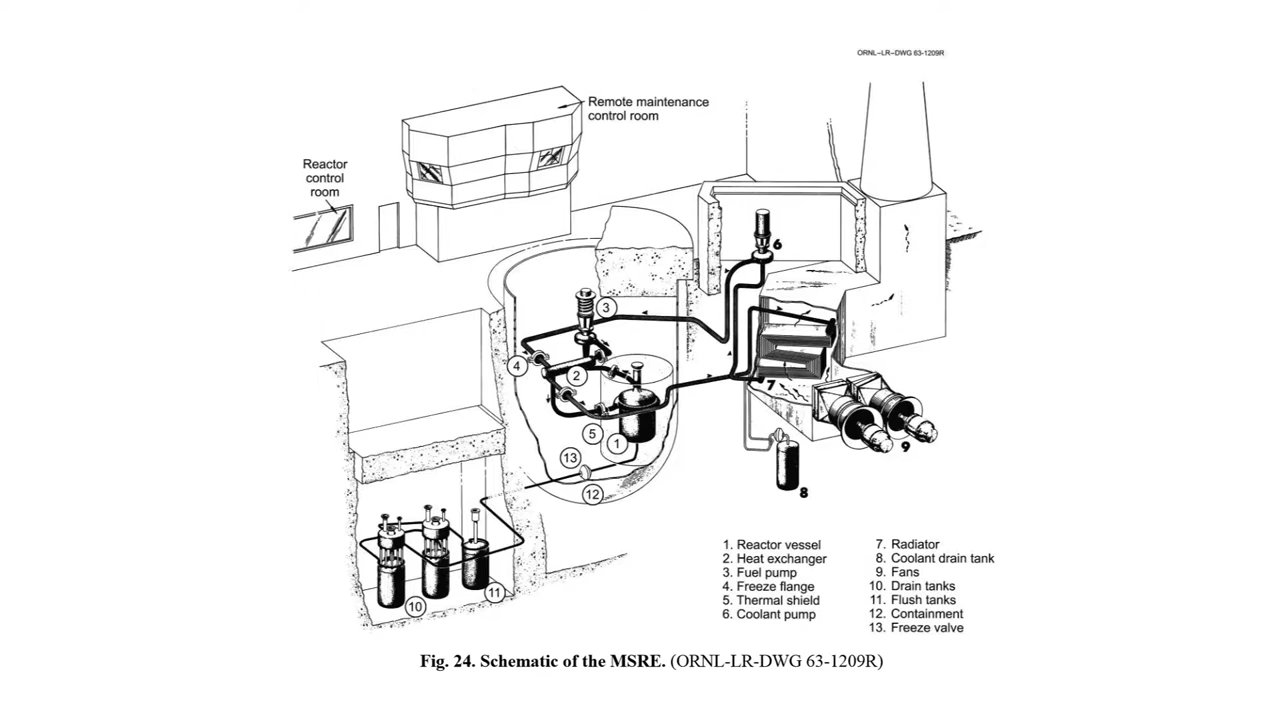 ORNL–LR–DWG 63-1209R
Remote maintenance
control room
Reactor
control
room
6
3
4
2
7
5
1
9
13
12
8
10
11
1. Reactor vessel
2. Heat exchanger
3. Fuel pump
4. Freeze flange
5. Thermal shield
6. Coolant pump
7. Radiator
8. Coolant drain tank
9. Fans
10. Drain tanks
11. Flush tanks
12. Containment
13. Freeze valve
Fig. 24. Schematic of the MSRE. (ORNL-LR-DWG 63-1209R)